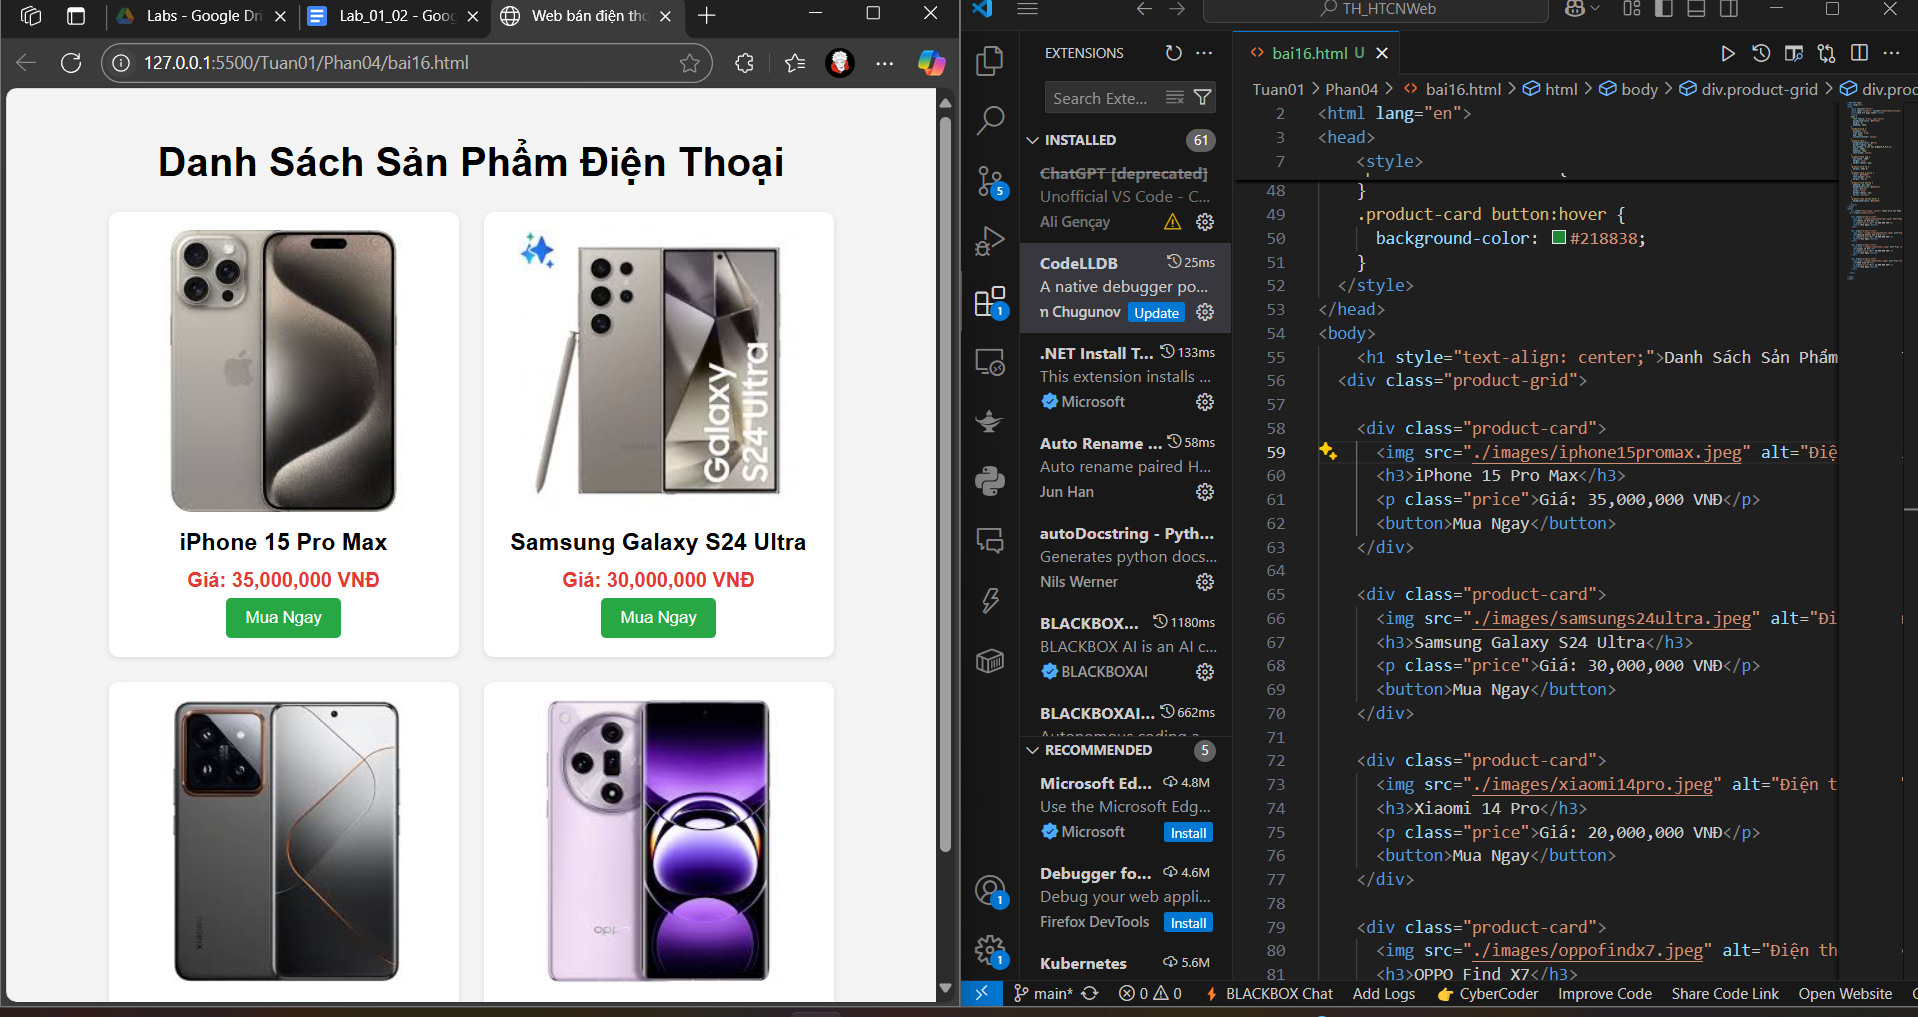 Labs - Google Dri
Lab_01_02 - Goog
Web bán điện tho
127.0.0.1:5500/Tuan01/Phan04/bai16.html
Danh Sách Sản Phẩm Điện Thoại
Galaxy
S24 Ultra
iPhone 15 Pro Max
Giá: 35,000,000 VNĐ
Mua Ngay
Samsung Galaxy S24 Ultra
Giá: 30,000,000 VNĐ
Mua Ngay
xiaomi
oppo
TH_HTCNWeb
EXTENSIONS
Search Exte...
INSTALLED 61
ChatGPT [deprecated]
Unofficial VS Code - C...
Ali Gençay
CodeLLDB 25ms
A native debugger po...
n Chugunov Update
.NET Install T... 133ms
This extension installs ...
Microsoft
Auto Rename ... 58ms
Auto rename paired H...
Jun Han
autoDocstring - Pyth...
Generates python docs...
Nils Werner
BLACKBOX... 1180ms
BLACKBOX AI is an AI c...
BLACKBOXAI
BLACKBOXAI... 662ms
Autonomous coding a...
RECOMMENDED 5
Microsoft Ed... 4.8M
Use the Microsoft Edg...
Microsoft Install
Debugger fo... 4.6M
Debug your web appli...
Firefox DevTools Install
Kubernetes 5.6M
5
1
1
1
bai16.html U
Tuan01 > Phan04 > bai16.html > html > body > div.product-grid > div.proc
2 <html lang="en">
3 <head>
7 <style>
48 }
49 .product-card button:hover {
50 background-color: #218838;
51 }
52 </style>
53 </head>
54 <body>
55 <h1 style="text-align: center;">Danh Sách Sản Phẩm
56 <div class="product-grid">
57
58 <div class="product-card">
59 <img src="./images/iphone15promax.jpeg" alt="Điệ
60 <h3>iPhone 15 Pro Max</h3>
61 <p class="price">Giá: 35,000,000 VNĐ</p>
62 <button>Mua Ngay</button>
63 </div>
64
65 <div class="product-card">
66 <img src="./images/samsungs24ultra.jpeg" alt="Đi
67 <h3>Samsung Galaxy S24 Ultra</h3>
68 <p class="price">Giá: 30,000,000 VNĐ</p>
69 <button>Mua Ngay</button>
70 </div>
71
72 <div class="product-card">
73 <img src="./images/xiaomi14pro.jpeg" alt="Điện t
74 <h3>Xiaomi 14 Pro</h3>
75 <p class="price">Giá: 20,000,000 VNĐ</p>
76 <button>Mua Ngay</button>
77 </div>
78
79 <div class="product-card">
80 <img src="./images/oppofindx7.jpeg" alt="Điện th
81 <h3>OPPO Find X7</h3>
main* 0 0 BLACKBOX Chat Add Logs CyberCoder Improve Code Share Code Link Open Website